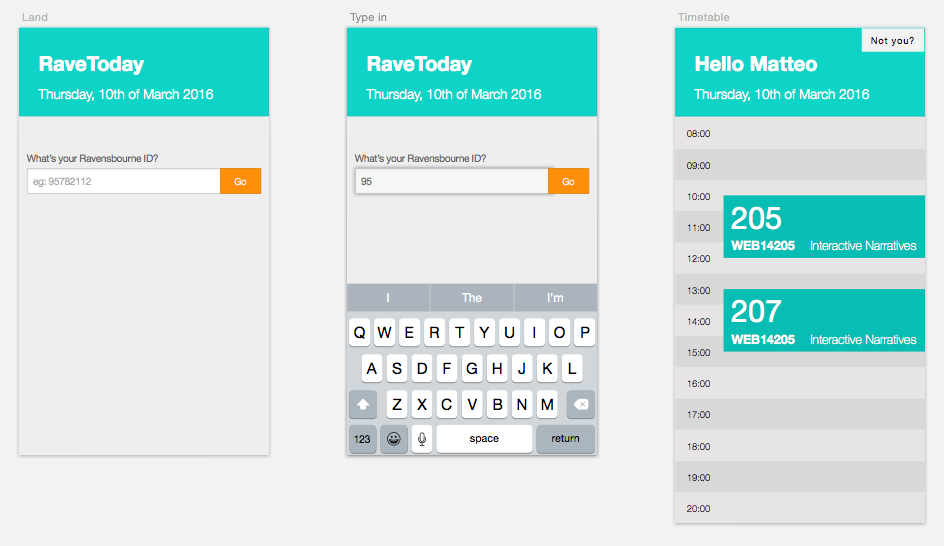 Land
RaveToday
Thursday, 10th of March 2016
What's your Ravensbourne ID?
eg: 95782112
Go
Type in
RaveToday
Thursday, 10th of March 2016
What's your Ravensbourne ID?
95
Go
I The I'm
Q W E R T Y U I O P
A S D F G H J K L
Z X C V B N M
123 space return
Timetable
Not you?
Hello Matteo
Thursday, 10th of March 2016
08:00
09:00
10:00
205
11:00
WEB14205 Interactive Narratives
12:00
13:00
207
14:00
WEB14205 Interactive Narratives
15:00
16:00
17:00
18:00
19:00
20:00